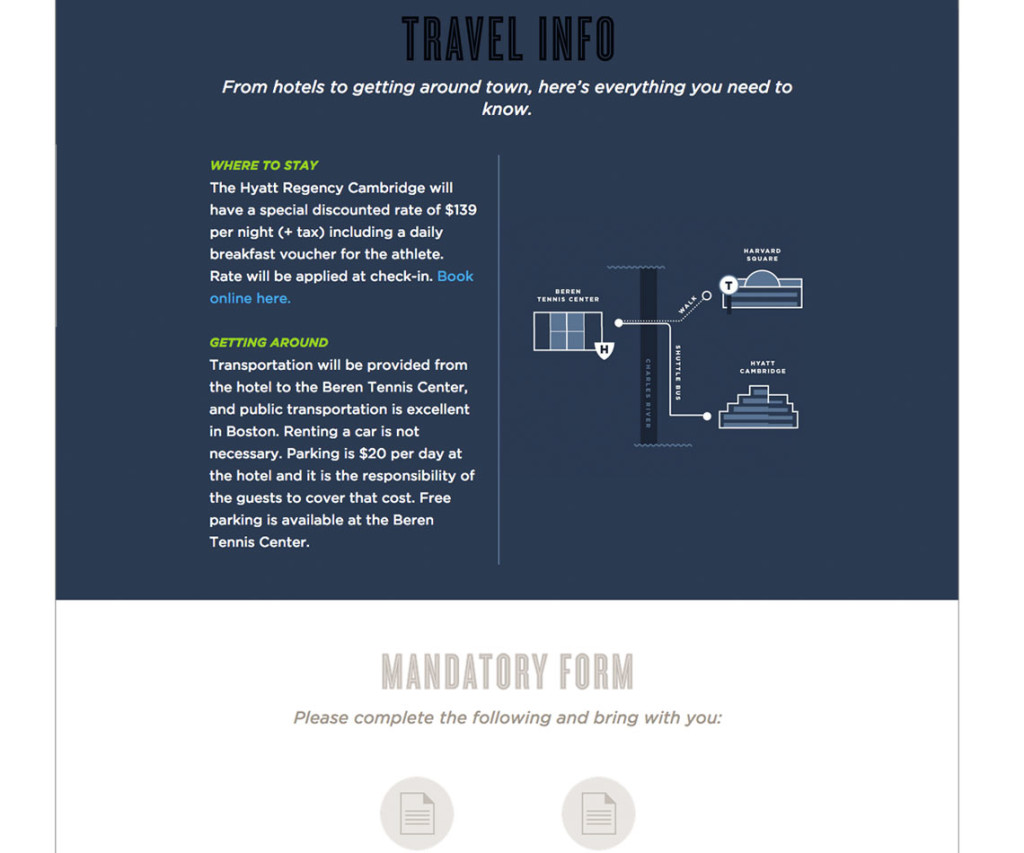 TRAVEL INFO
From hotels to getting around town, here's everything you need to
know.
WHERE TO STAY
The Hyatt Regency Cambridge will
have a special discounted rate of $139
per night (+ tax) including a daily
breakfast voucher for the athlete.
Rate will be applied at check-in. Book
online here.
GETTING AROUND
Transportation will be provided from
the hotel to the Beren Tennis Center,
and public transportation is excellent
in Boston. Renting a car is not
necessary. Parking is $20 per day at
the hotel and it is the responsibility of
the guests to cover that cost. Free
parking is available at the Beren
Tennis Center.
BEREN
TENNIS CENTER
H
CHARLES RIVER
WALK
SHUTTLE BUS
HARVARD
SQUARE
T
HYATT
CAMBRIDGE
MANDATORY FORM
Please complete the following and bring with you: